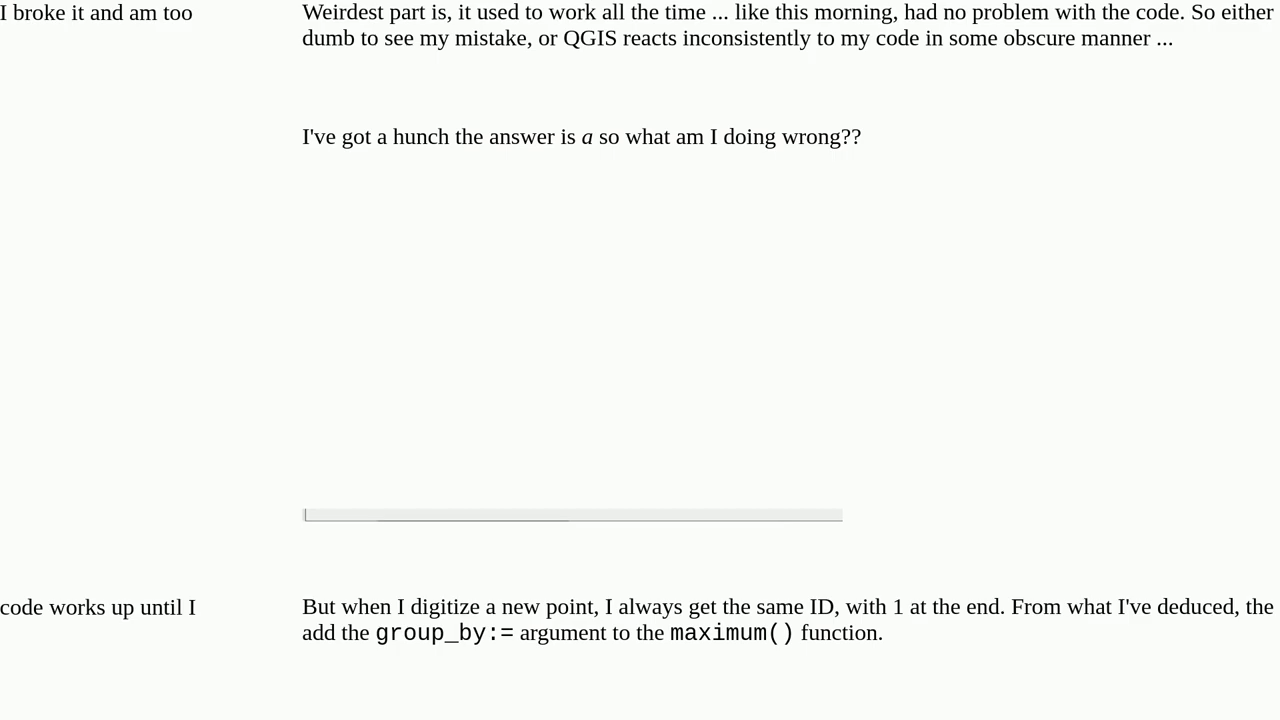 Weirdest part is, it used to work all the time ... like this morning, had no problem with the code. So either
I broke it and am too
dumb to see my mistake, or QGIS reacts inconsistently to my code in some obscure manner ...
I've got a hunch the answer is a so what am I doing wrong??
But when I digitize a new point, I always get the same ID, with 1 at the end. From what I've deduced, the
code works up until I
add the group_by:= argument to the maximum() function.